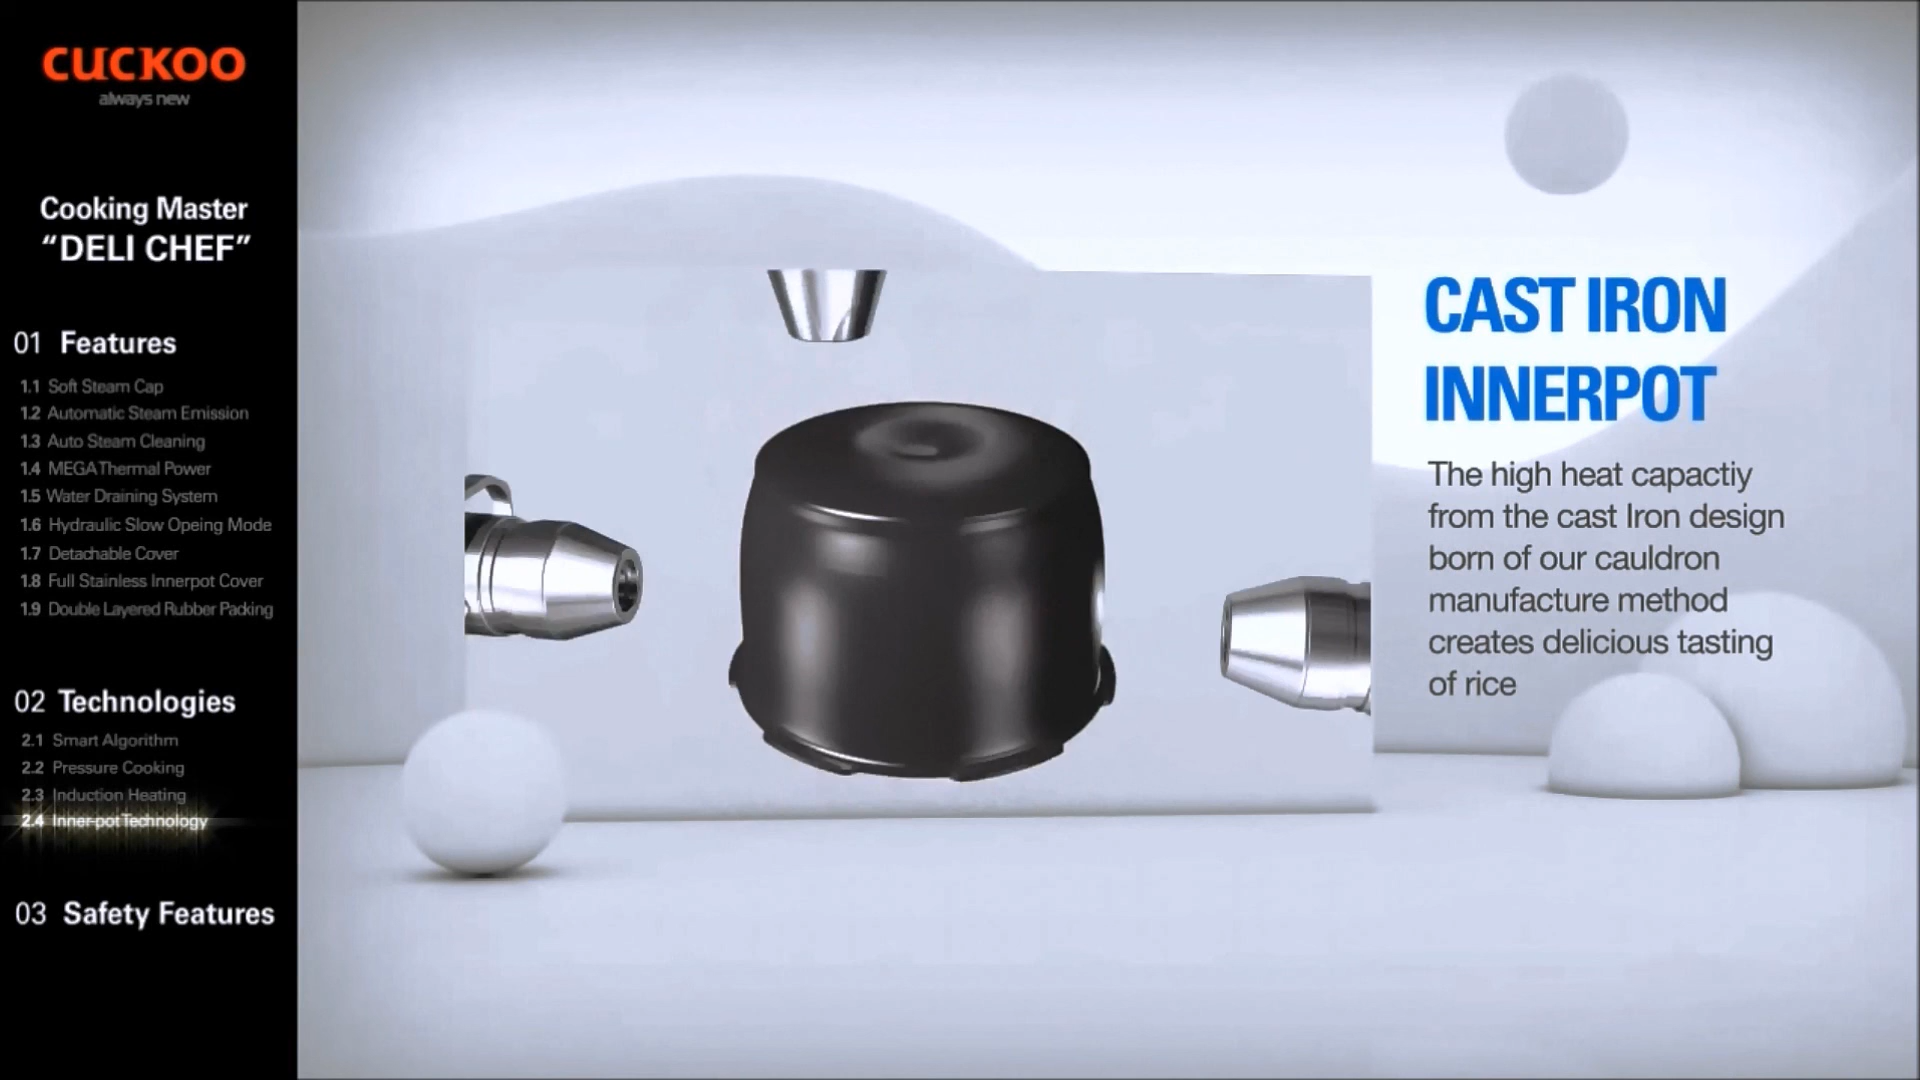 CUCKOO
always new
Cooking Master
“DELI CHEF”
01 Features
1.1 Soft Steam Cap
1.2 Automatic Steam Emission
1.3 Auto Steam Cleaning
1.4 MEGA Thermal Power
1.5 Water Draining System
1.6 Hydraulic Slow Opeing Mode
1.7 Detachable Cover
1.8 Full Stainless Innerpot Cover
1.9 Double Layered Rubber Packing
02 Technologies
2.1 Smart Algorithm
2.2 Pressure Cooking
2.3 Induction Heating
2.4 Inner-pot Technology
03 Safety Features
CAST IRON
INNERPOT
The high heat capactiy
from the cast Iron design
born of our cauldron
manufacture method
creates delicious tasting
of rice